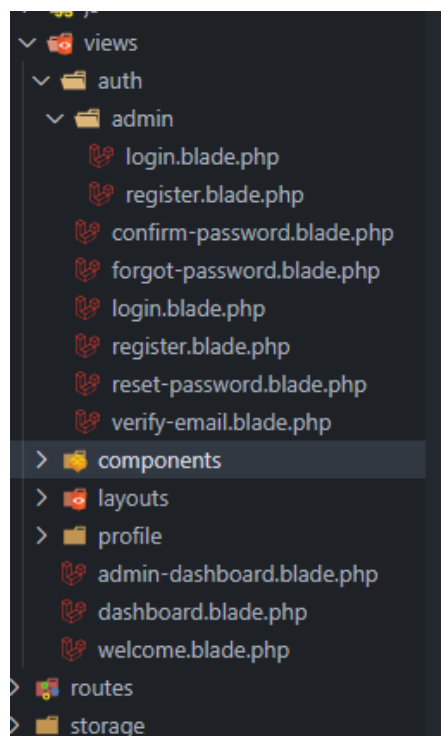 views
auth
admin
login.blade.php
register.blade.php
confirm-password.blade.php
forgot-password.blade.php
login.blade.php
register.blade.php
reset-password.blade.php
verify-email.blade.php
components
layouts
profile
admin-dashboard.blade.php
dashboard.blade.php
welcome.blade.php
routes
storage